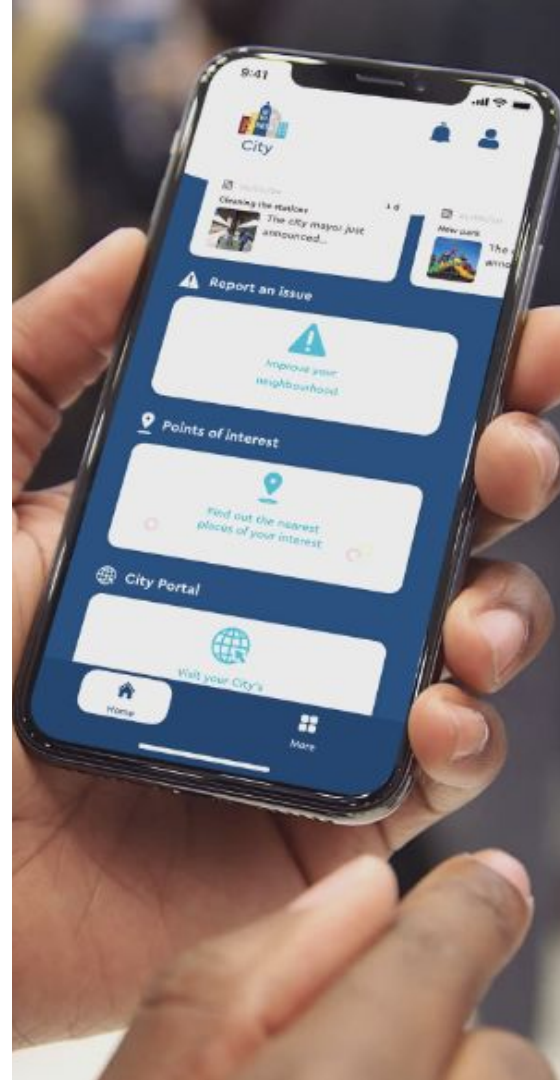 9:41
City
Cleaning the stations
The city mayor just
announced...
New park
The
Report an issue
Improve your
neighbourhood
Points of interest
Find out the nearest
places of your interest
City Portal
Visit your City's
Home
More